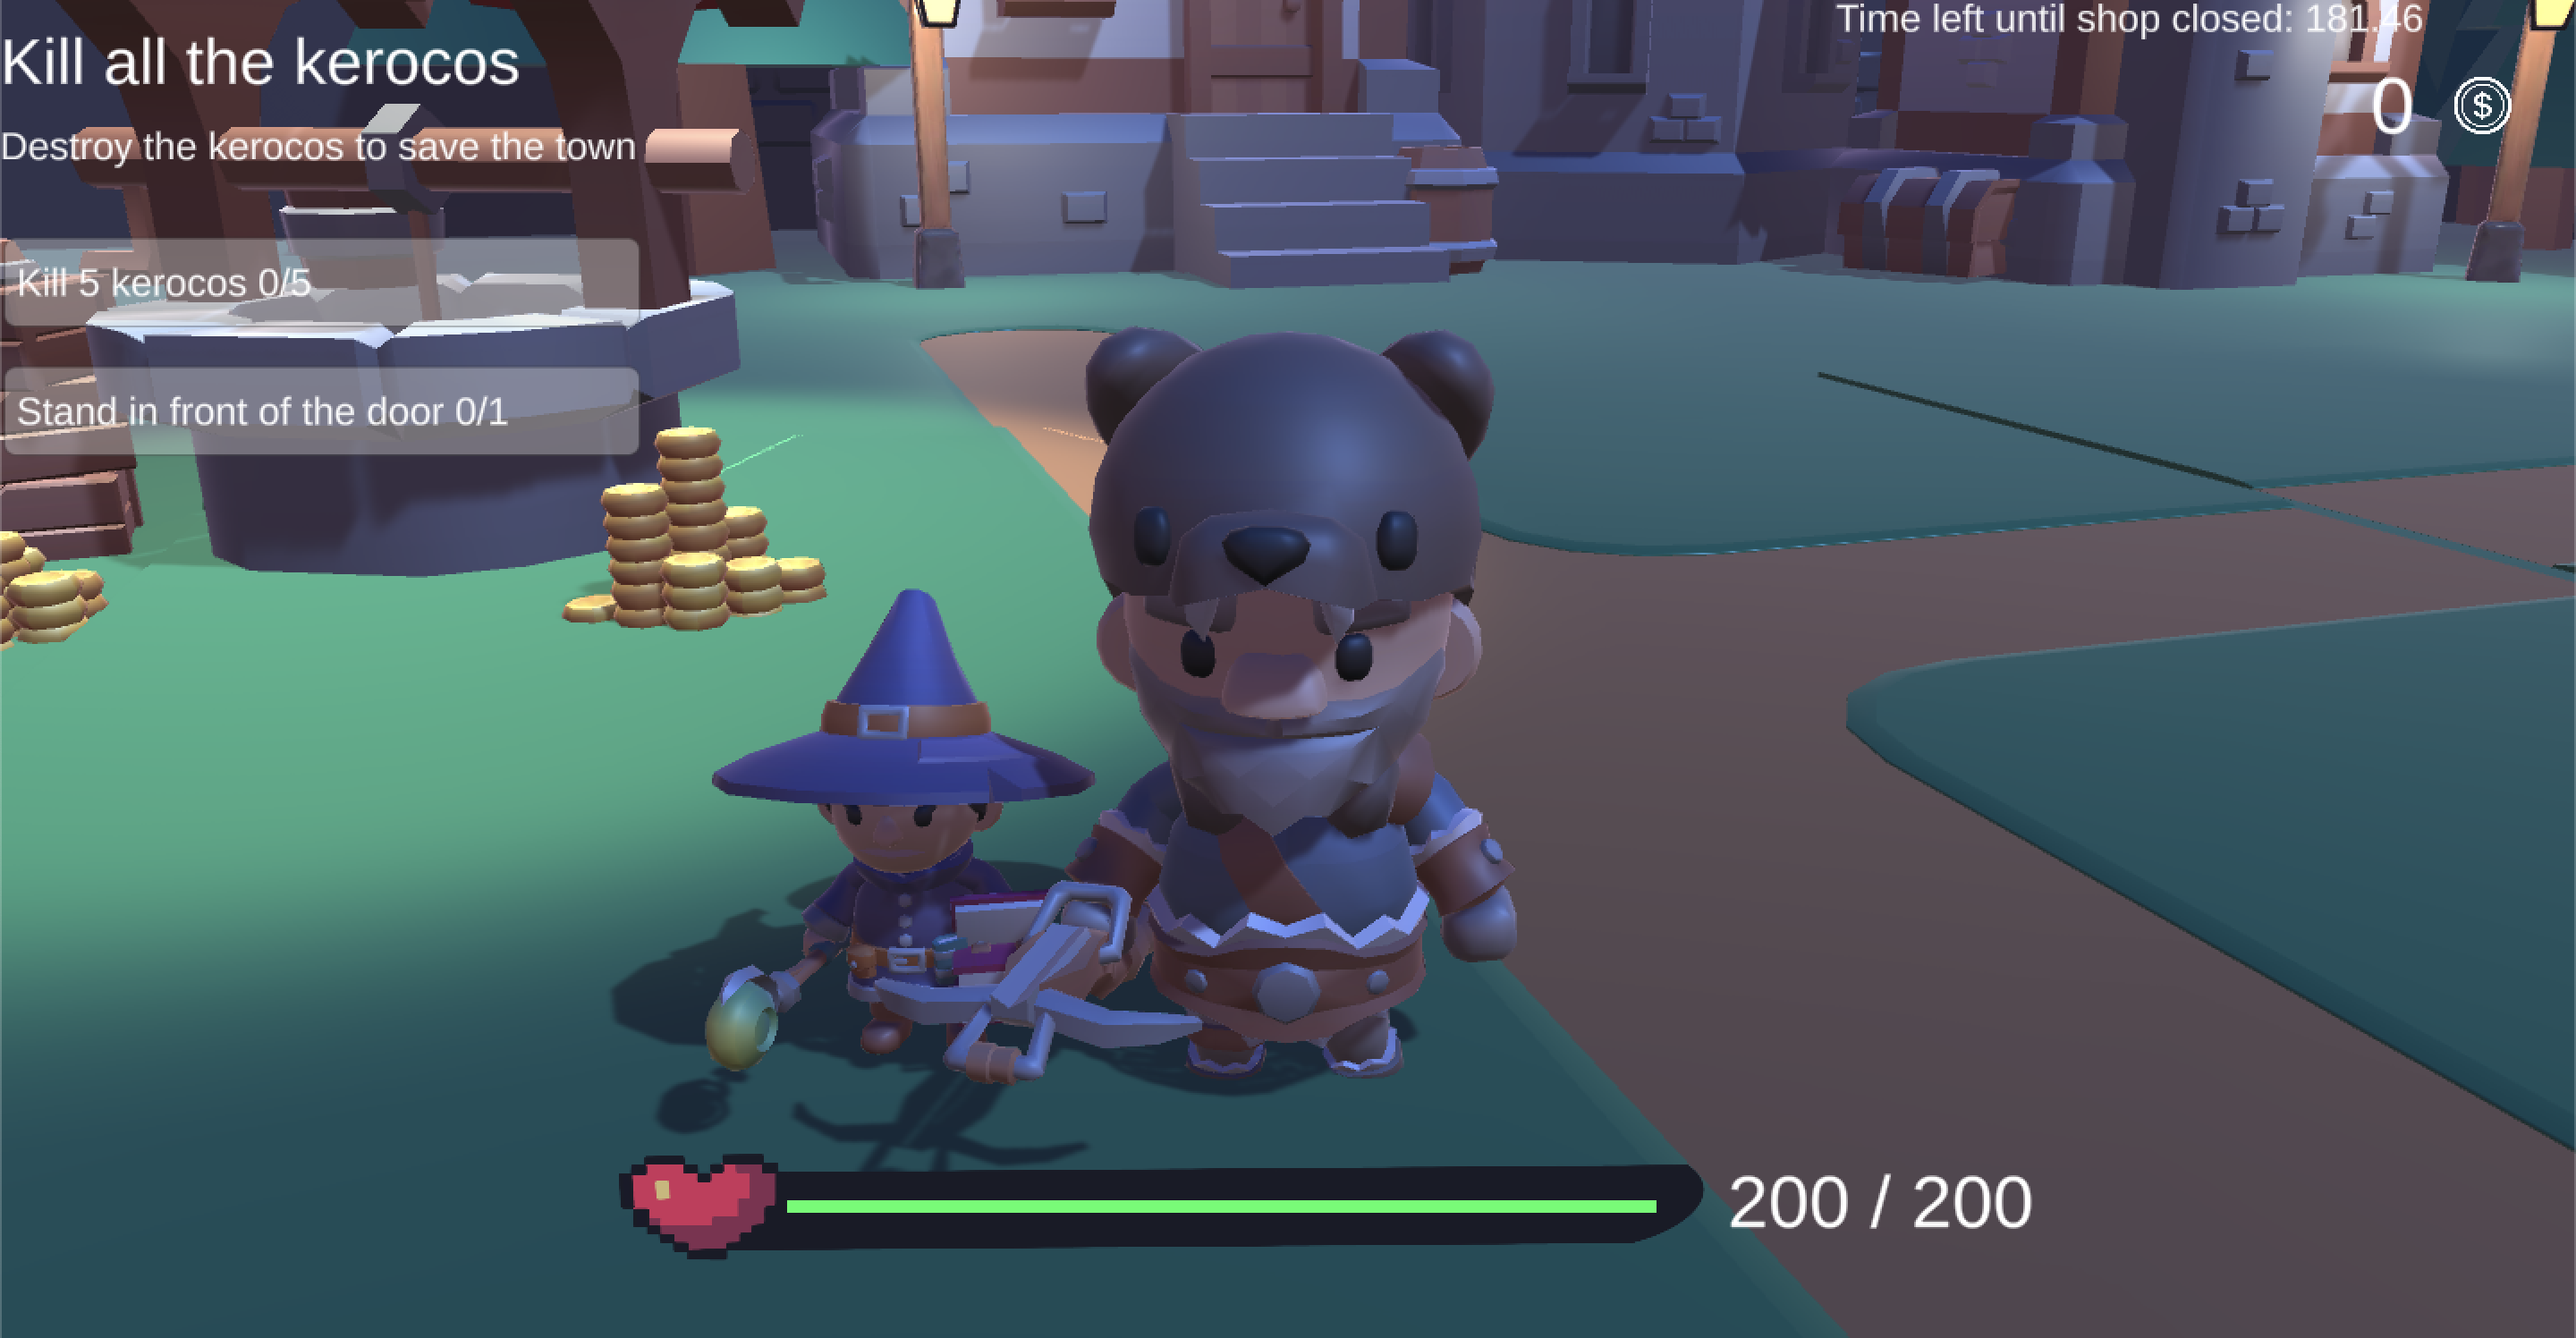 Time left until shop closed: 181.46
Kill all the kerocos
0 $
Destroy the kerocos to save the town
Kill 5 kerocos 0/5
Stand in front of the door 0/1
200 / 200